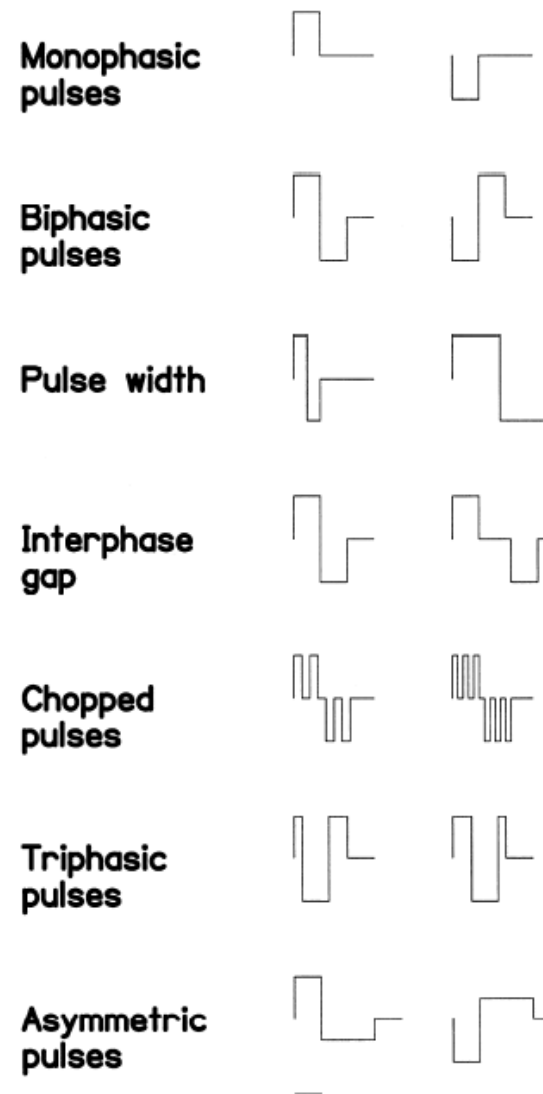 Monophasic
pulses
Biphasic
pulses
Pulse width
Interphase
gap
Chopped
pulses
Triphasic
pulses
Asymmetric
pulses